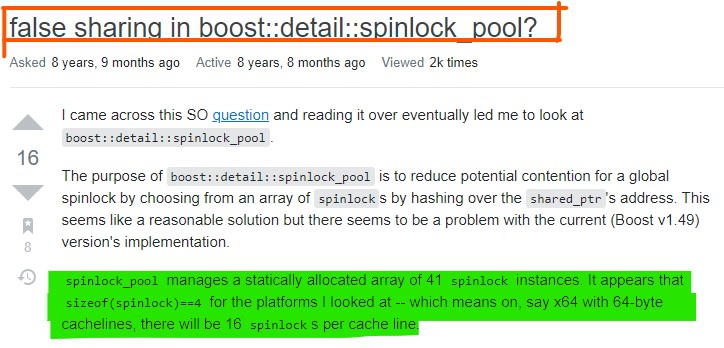 false sharing in boost::detail::spinlock_pool?
Asked 8 years, 9 months ago Active 8 years, 8 months ago Viewed 2k times
I came across this SO question and reading it over eventually led me to look at
boost::detail::spinlock_pool.
16
The purpose of boost::detail::spinlock_pool is to reduce potential contention for a global
spinlock by choosing from an array of spinlocks by hashing over the shared_ptr's address. This
seems like a reasonable solution but there seems to be a problem with the current (Boost v1.49)
version's implementation.
8
spinlock_pool manages a statically allocated array of 41 spinlock instances. It appears that
sizeof(spinlock)==4 for the platforms I looked at -- which means on, say x64 with 64-byte
cachelines, there will be 16 spinlock s per cache line.